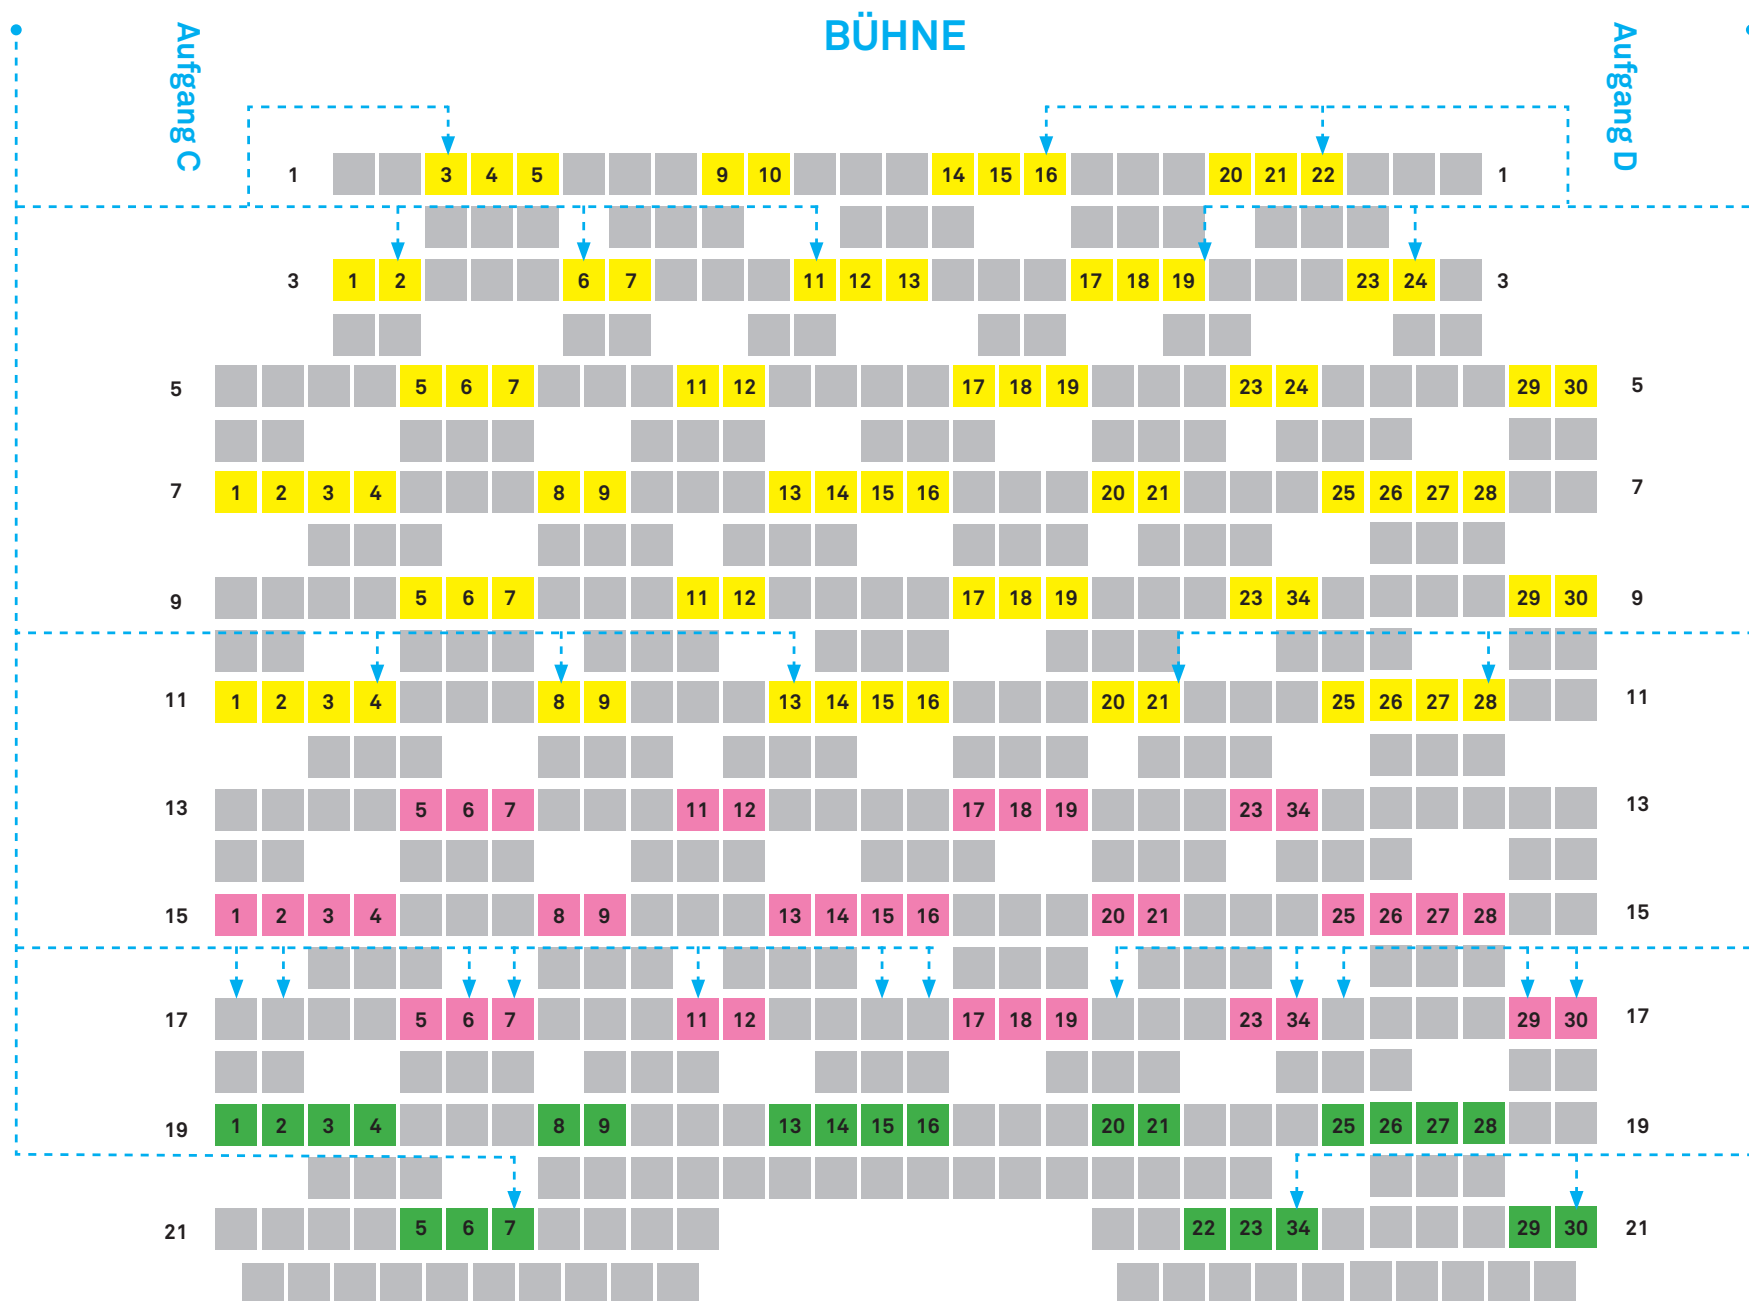 BÜHNE
Aufgang C
Aufgang D
1 3 4 5 9 10 14 15 16 20 21 22 1
3 1 2 6 7 11 12 13 17 18 19 23 24 3
5 5 6 7 11 12 17 18 19 23 24 29 30 5
7 1 2 3 4 8 9 13 14 15 16 20 21 25 26 27 28 7
9 5 6 7 11 12 17 18 19 23 34 29 30 9
11 1 2 3 4 8 9 13 14 15 16 20 21 25 26 27 28 11
13 5 6 7 11 12 17 18 19 23 34 13
15 1 2 3 4 8 9 13 14 15 16 20 21 25 26 27 28 15
17 5 6 7 11 12 17 18 19 23 34 29 30 17
19 1 2 3 4 8 9 13 14 15 16 20 21 25 26 27 28 19
21 5 6 7 22 23 34 29 30 21